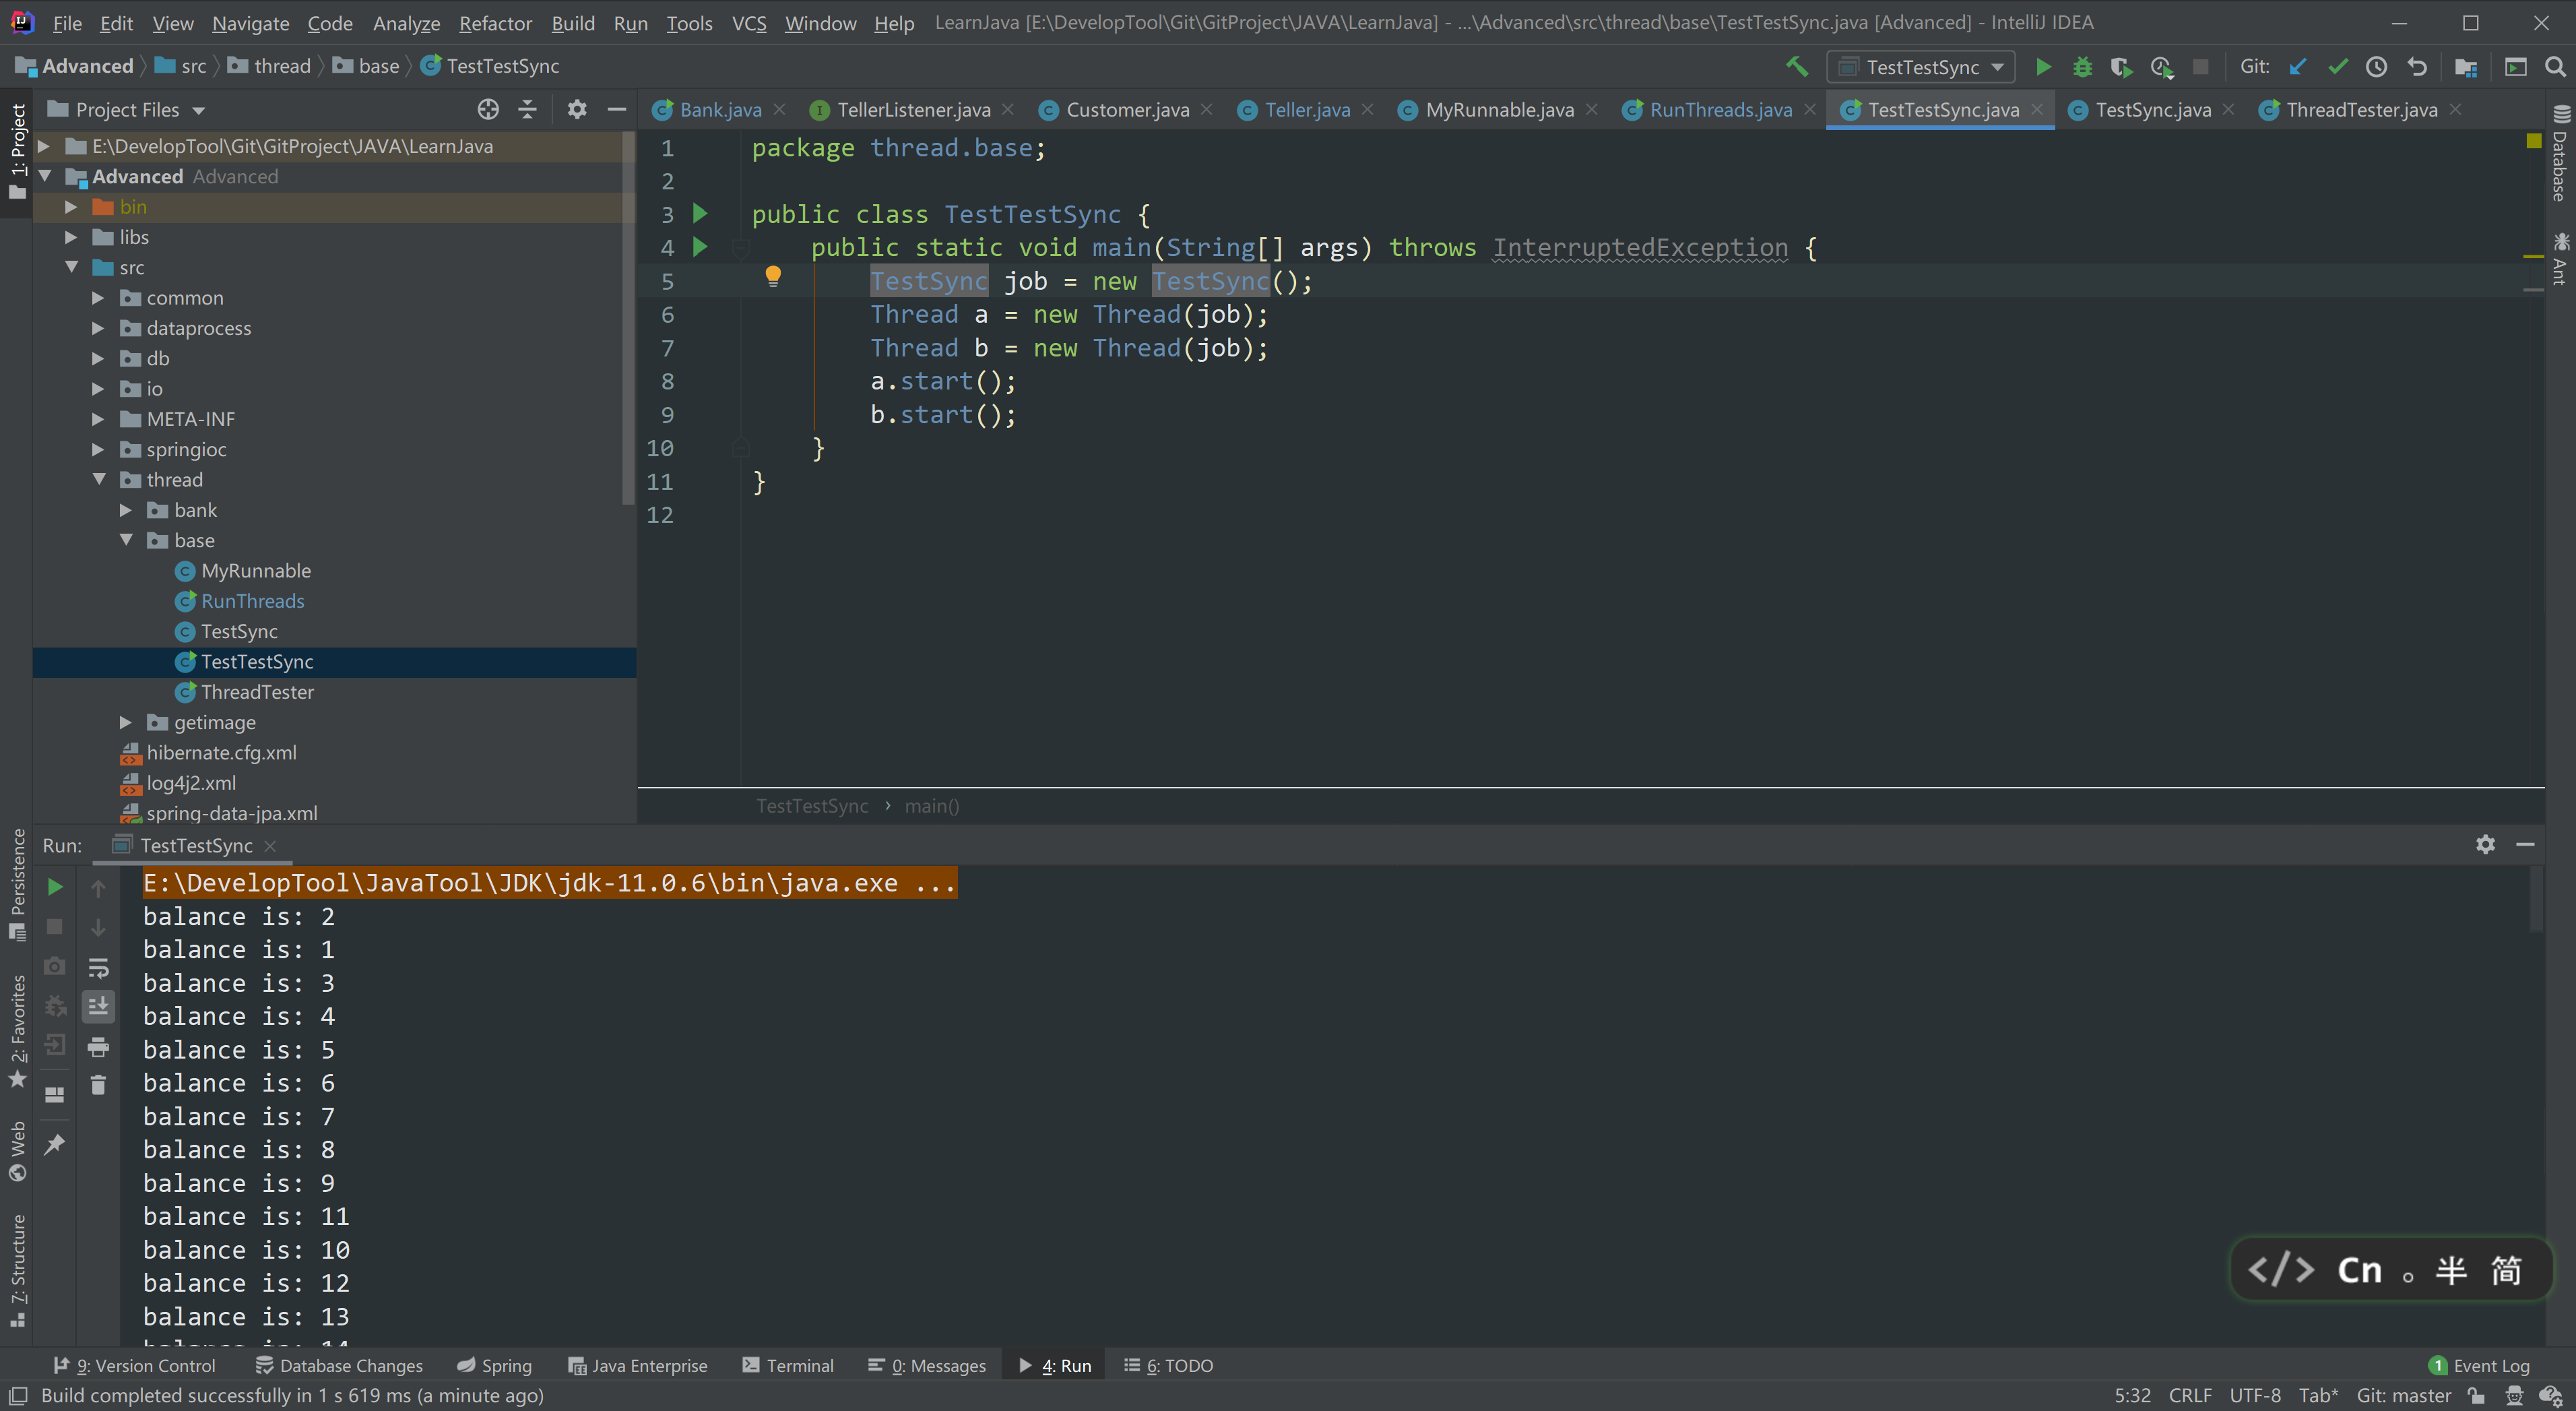 File Edit View Navigate Code Analyze Refactor Build Run Tools VCS Window Help LearnJava [E:\DevelopTool\Git\GitProject\JAVA\LearnJava] - ...\Advanced\src\thread\base\TestTestSync.java [Advanced] - IntelliJ IDEA
Advanced src thread base TestTestSync TestTestSync Git:
Project Files
Bank.java TellerListener.java Customer.java Teller.java MyRunnable.java RunThreads.java TestTestSync.java TestSync.java ThreadTester.java
1: Project
E:\DevelopTool\Git\GitProject\JAVA\LearnJava
Advanced Advanced
bin
libs
src
common
dataprocess
db
io
META-INF
springioc
thread
bank
base
MyRunnable
RunThreads
TestSync
TestTestSync
ThreadTester
getimage
hibernate.cfg.xml
log4j2.xml
spring-data-jpa.xml
1 package thread.base;
2
3 public class TestTestSync {
4 public static void main(String[] args) throws InterruptedException {
5 TestSync job = new TestSync();
6 Thread a = new Thread(job);
7 Thread b = new Thread(job);
8 a.start();
9 b.start();
10 }
11 }
12
TestTestSync › main()
Database
Ant
Run: TestTestSync
E:\DevelopTool\JavaTool\JDK\jdk-11.0.6\bin\java.exe ...
balance is: 2
balance is: 1
balance is: 3
balance is: 4
balance is: 5
balance is: 6
balance is: 7
balance is: 8
balance is: 9
balance is: 11
balance is: 10
balance is: 12
balance is: 13
balance is: 14
Persistence
2: Favorites
Web
7: Structure
</> Cn 。 半 简
9: Version Control Database Changes Spring Java Enterprise Terminal 0: Messages 4: Run 6: TODO 1 Event Log
Build completed successfully in 1 s 619 ms (a minute ago) 5:32 CRLF UTF-8 Tab* Git: master